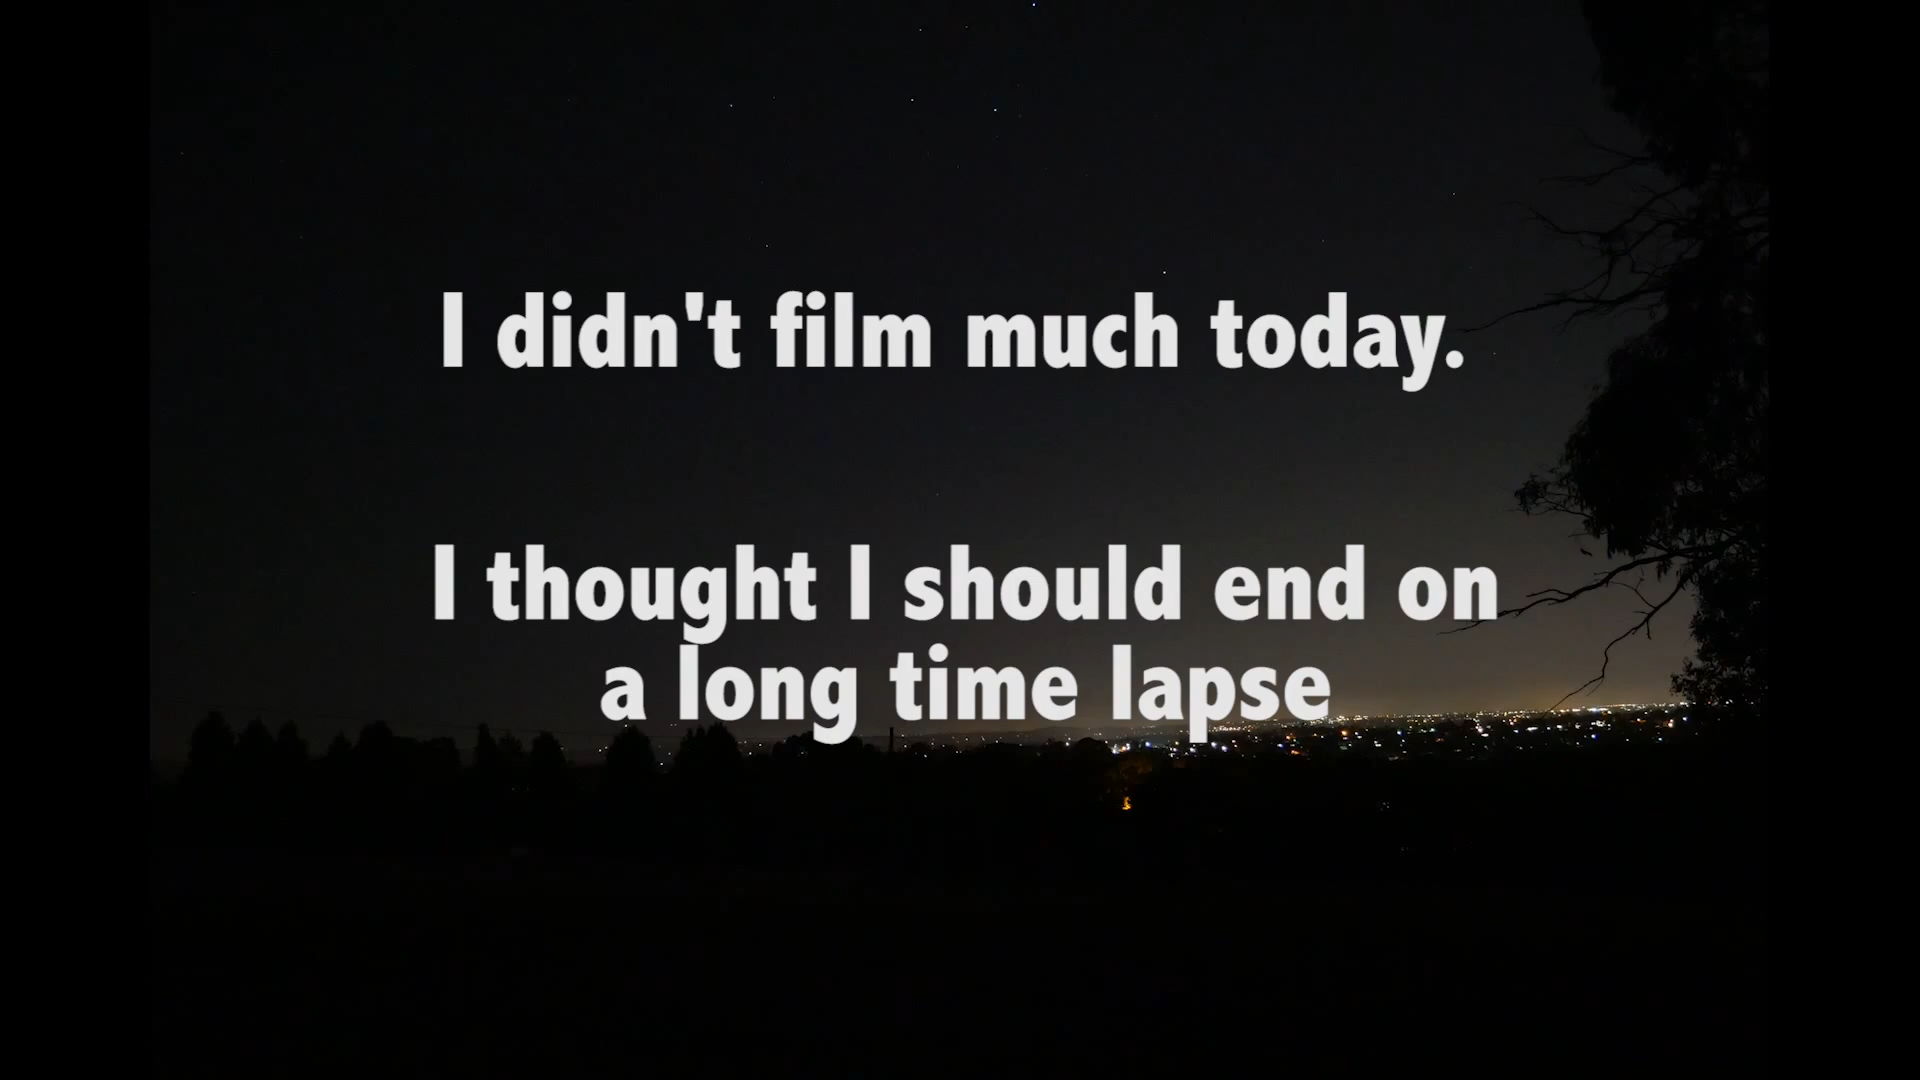 I didn't film much today.
I thought I should end on
a long time lapse